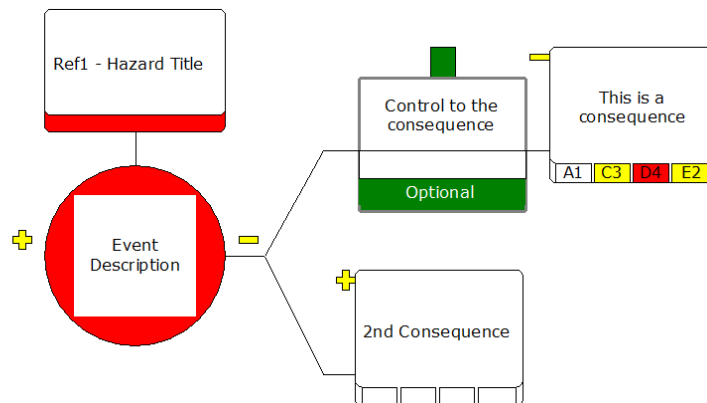 Ref1 - Hazard Title
Control to the
consequence
This is a
consequence
A1 C3 D4 E2
Optional
Event
Description
2nd Consequence